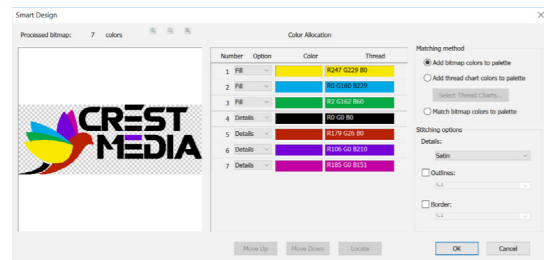 Smart Design
Processed bitmap: 7 colors
Color Allocation
Number Option Color Thread
1 Fill R247 G229 B0
2 Fill R0 G160 B229
3 Fill R2 G162 B60
4 Details R0 G0 B0
5 Details R179 G26 B0
6 Details R106 G0 B210
7 Details R185 G0 B151
CREST
MEDIA
Move Up Move Down Locate
Matching method
Add bitmap colors to palette
Add thread chart colors to palette
Select Thread Charts...
Match bitmap colors to palette
Stitching options
Details:
Satin
Outlines:
Border:
OK Cancel